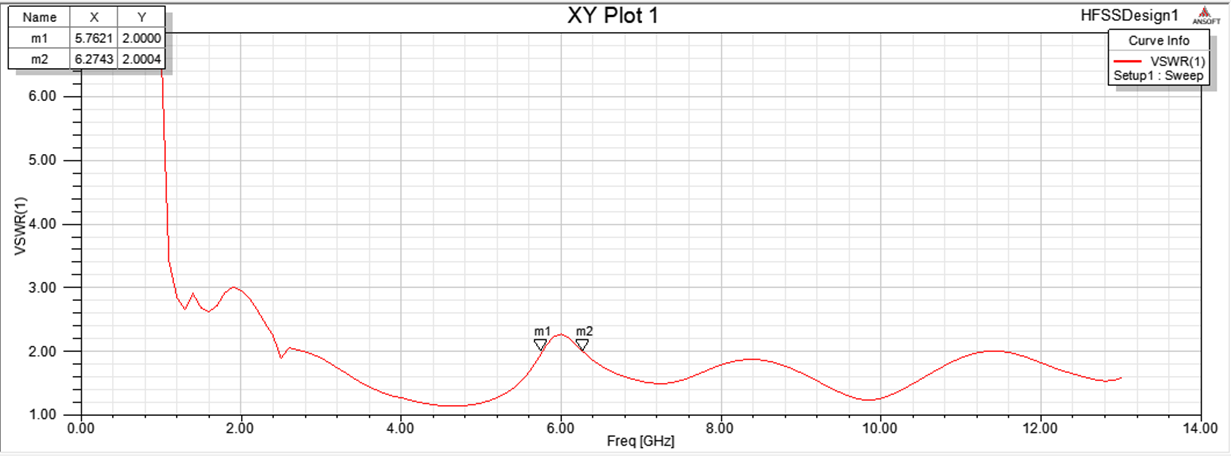 XY Plot 1
HFSSDesign1
ANSOFT
Name X Y
m1 5.7621 2.0000
m2 6.2743 2.0004
Curve Info
VSWR(1)
Setup1 : Sweep
VSWR(1)
6.00
5.00
4.00
3.00
2.00
1.00
m1 m2
0.00 2.00 4.00 6.00 8.00 10.00 12.00 14.00
Freq [GHz]